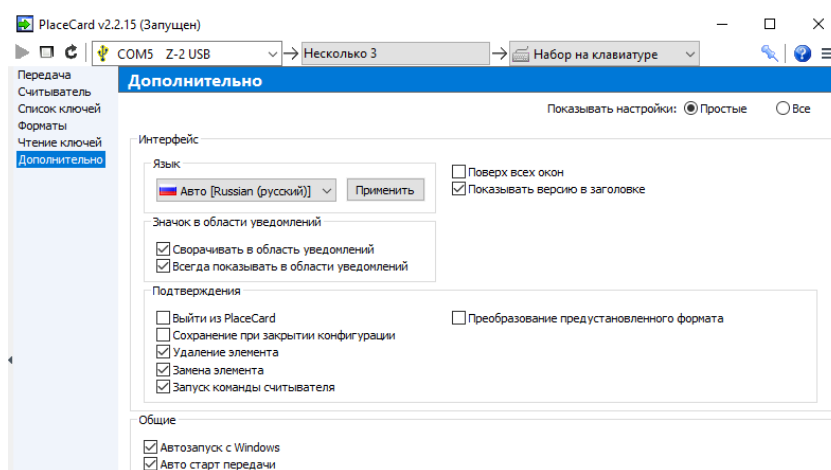 PlaceCard v2.2.15 (Запущен)
COM5 Z-2 USB
Несколько 3
Набор на клавиатуре
Передача
Считыватель
Список ключей
Форматы
Чтение ключей
Дополнительно
Дополнительно
Показывать настройки: Простые Все
Интерфейс
Язык
Авто [Russian (русский)] Применить
Поверх всех окон
Показывать версию в заголовке
Значок в области уведомлений
Сворачивать в область уведомлений
Всегда показывать в области уведомлений
Подтверждения
Выйти из PlaceCard
Преобразование предустановленного формата
Сохранение при закрытии конфигурации
Удаление элемента
Замена элемента
Запуск команды считывателя
Общие
Автозапуск с Windows
Авто старт передачи